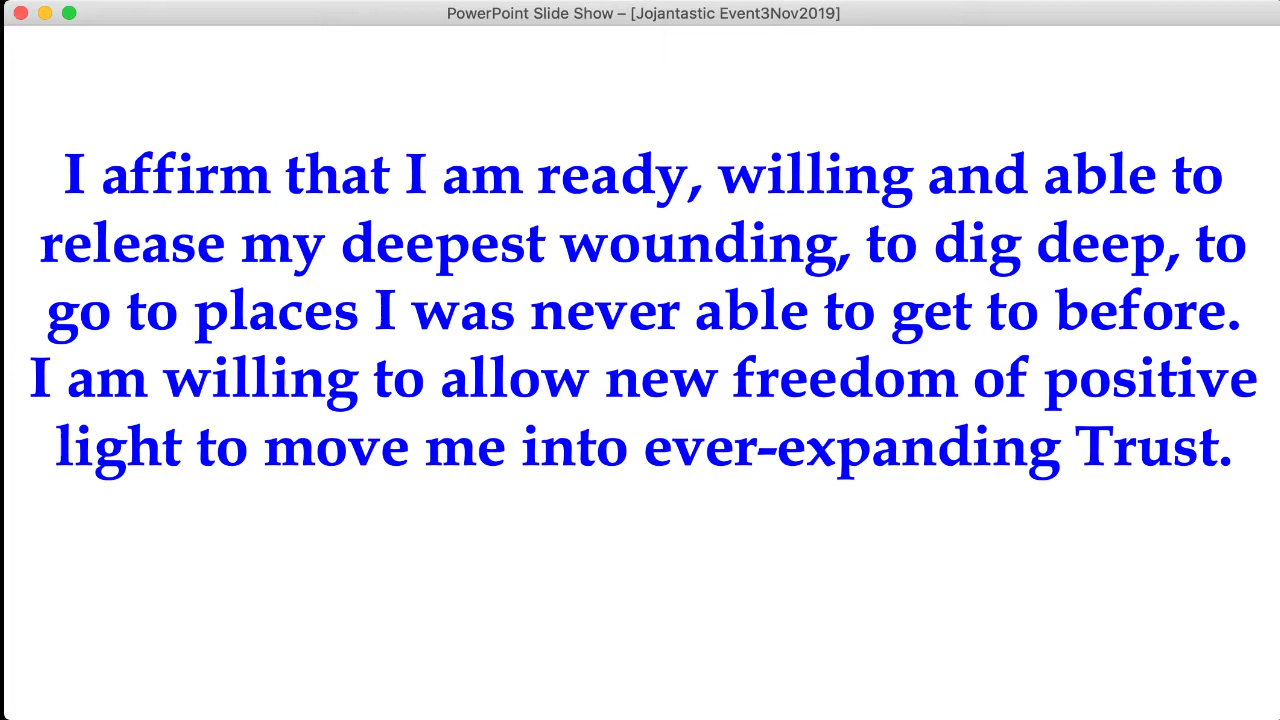 PowerPoint Slide Show – [Jojantastic Event3Nov2019]
I affirm that I am ready, willing and able to
release my deepest wounding, to dig deep, to
go to places I was never able to get to before.
I am willing to allow new freedom of positive
light to move me into ever-expanding Trust.